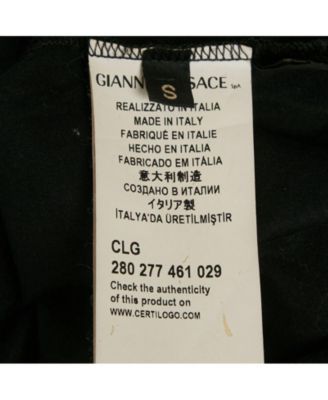 GIANN SACE SpA
S
REALIZZATO IN ITALIA
MADE IN ITALY
FABRIQUÉ EN ITALIE
HECHO EN ITALIA
FABRICADO EM ITÀLIA
意大利制造
СОЗДАНО В ИТАЛИИ
イタリア製
İTALYA'DA ÜRETİLMİŞTİR
CLG
280 277 461 029
Check the authenticity
of this product on
WWW.CERTILOGO.COM